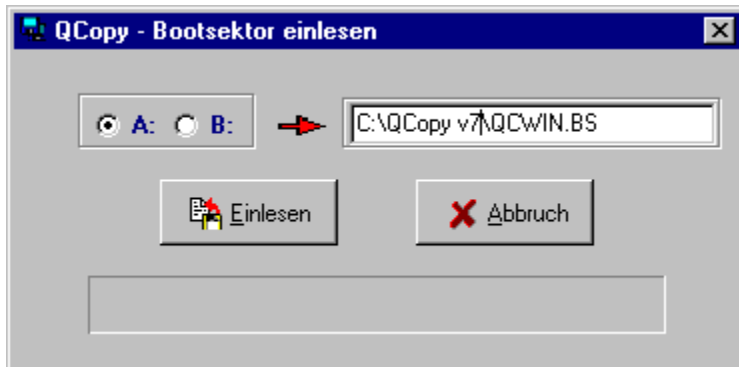 QCopy - Bootsektor einlesen
A: B: C:\QCopy v7\QCWIN.BS
Einlesen Abbruch